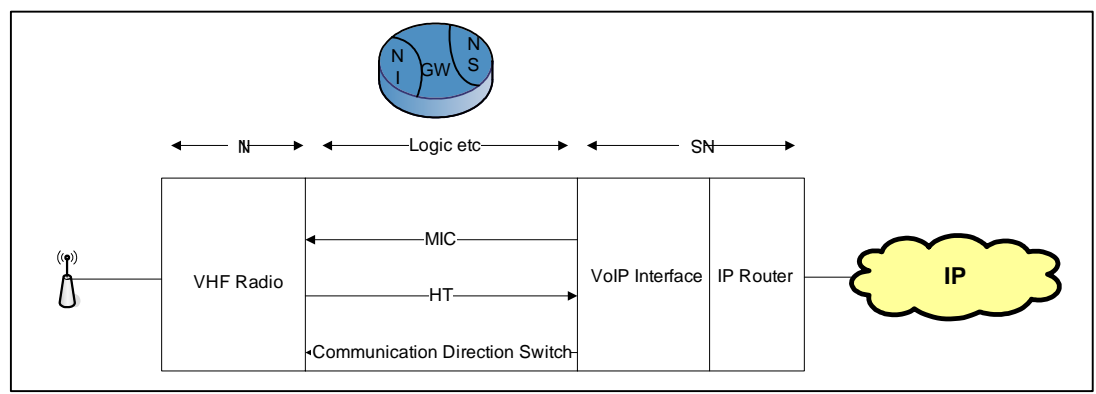 N
I
GW
N
S
Logic etc
SN
MIC
VHF Radio
VoIP Interface
IP Router
IP
HT
Communication Direction Switch